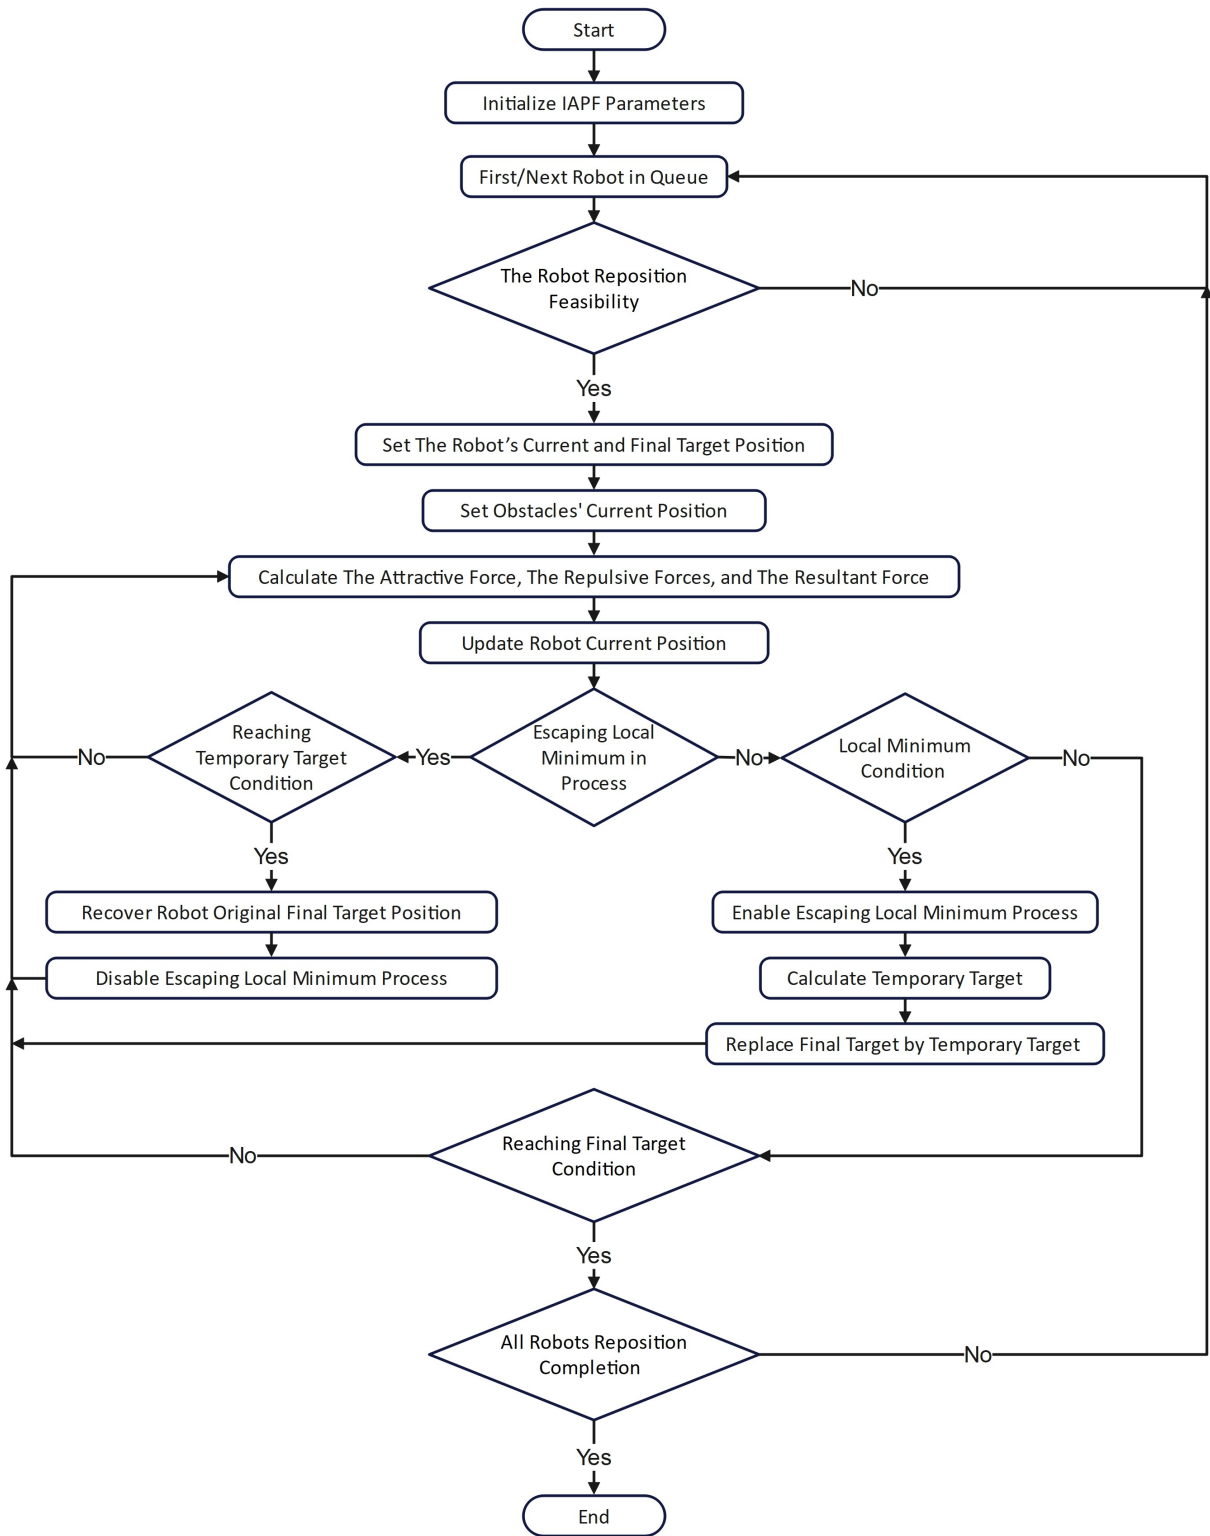 Start
Initialize IAPF Parameters
First/Next Robot in Queue
The Robot Reposition
Feasibility
No
Yes
Set The Robot’s Current and Final Target Position
Set Obstacles' Current Position
Calculate The Attractive Force, The Repulsive Forces, and The Resultant Force
Update Robot Current Position
Reaching
Temporary Target
Condition
No
Yes
Escaping Local
Minimum in
Process
No
Local Minimum
Condition
No
Yes
Yes
Recover Robot Original Final Target Position
Enable Escaping Local Minimum Process
Disable Escaping Local Minimum Process
Calculate Temporary Target
Replace Final Target by Temporary Target
Reaching Final Target
Condition
No
Yes
All Robots Reposition
Completion
No
Yes
End